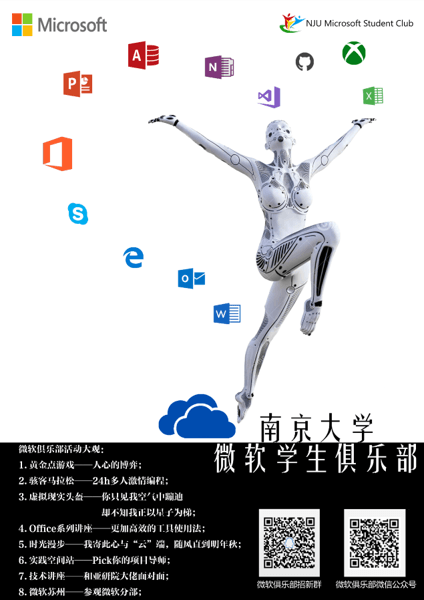 Microsoft
NJU Microsoft Student Club
A
N
P
X
S
O
W
南京大学
微软学生俱乐部
微软俱乐部活动大观：
1. 黄金点游戏——人心的博弈；
2. 骇客马拉松——24h多人激情编程；
3. 虚拟现实头盔——你只见我空气中蹦迪
却不知我正以星子为梯；
4. Office系列讲座——更加高效的工具使用法；
5. 时光漫步——我寄此心与“云”端，随风直到明年秋；
6. 实践空间站——Pick你的项目导师；
7. 技术讲座——和亚研院大佬面对面；
8. 微软苏州——参观微软分部；
微软俱乐部招新群
微软俱乐部微信公众号